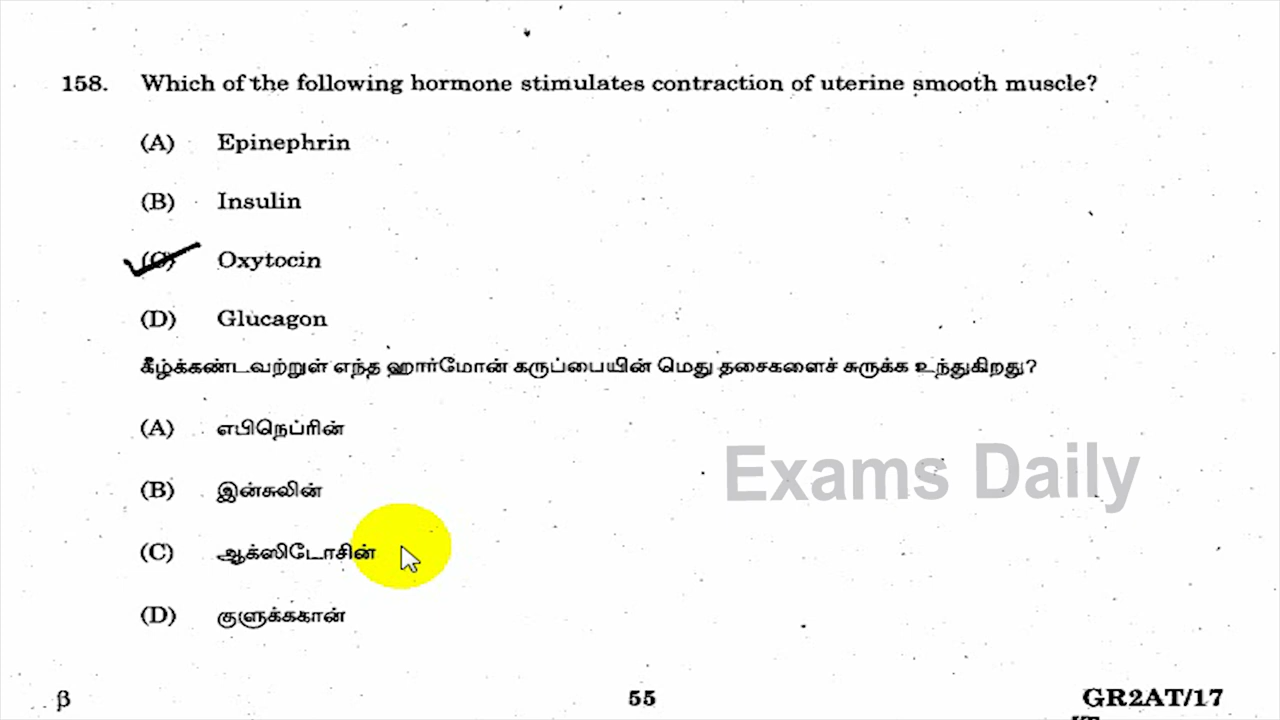 158. Which of the following hormone stimulates contraction of uterine smooth muscle?
(A) Epinephrin
(B) Insulin
(C) Oxytocin
(D) Glucagon
கீழ்க்கண்டவற்றுள் எந்த ஹார்மோன் கருப்பையின் மெது தசைகளைச் சுருக்க உந்துகிறது?
(A) எபிநெப்ரின்
(B) இன்சுலின்
Exams Daily
(C) ஆக்ஸிடோசின்
(D) குளுக்ககான்
β 55 GR2AT/17